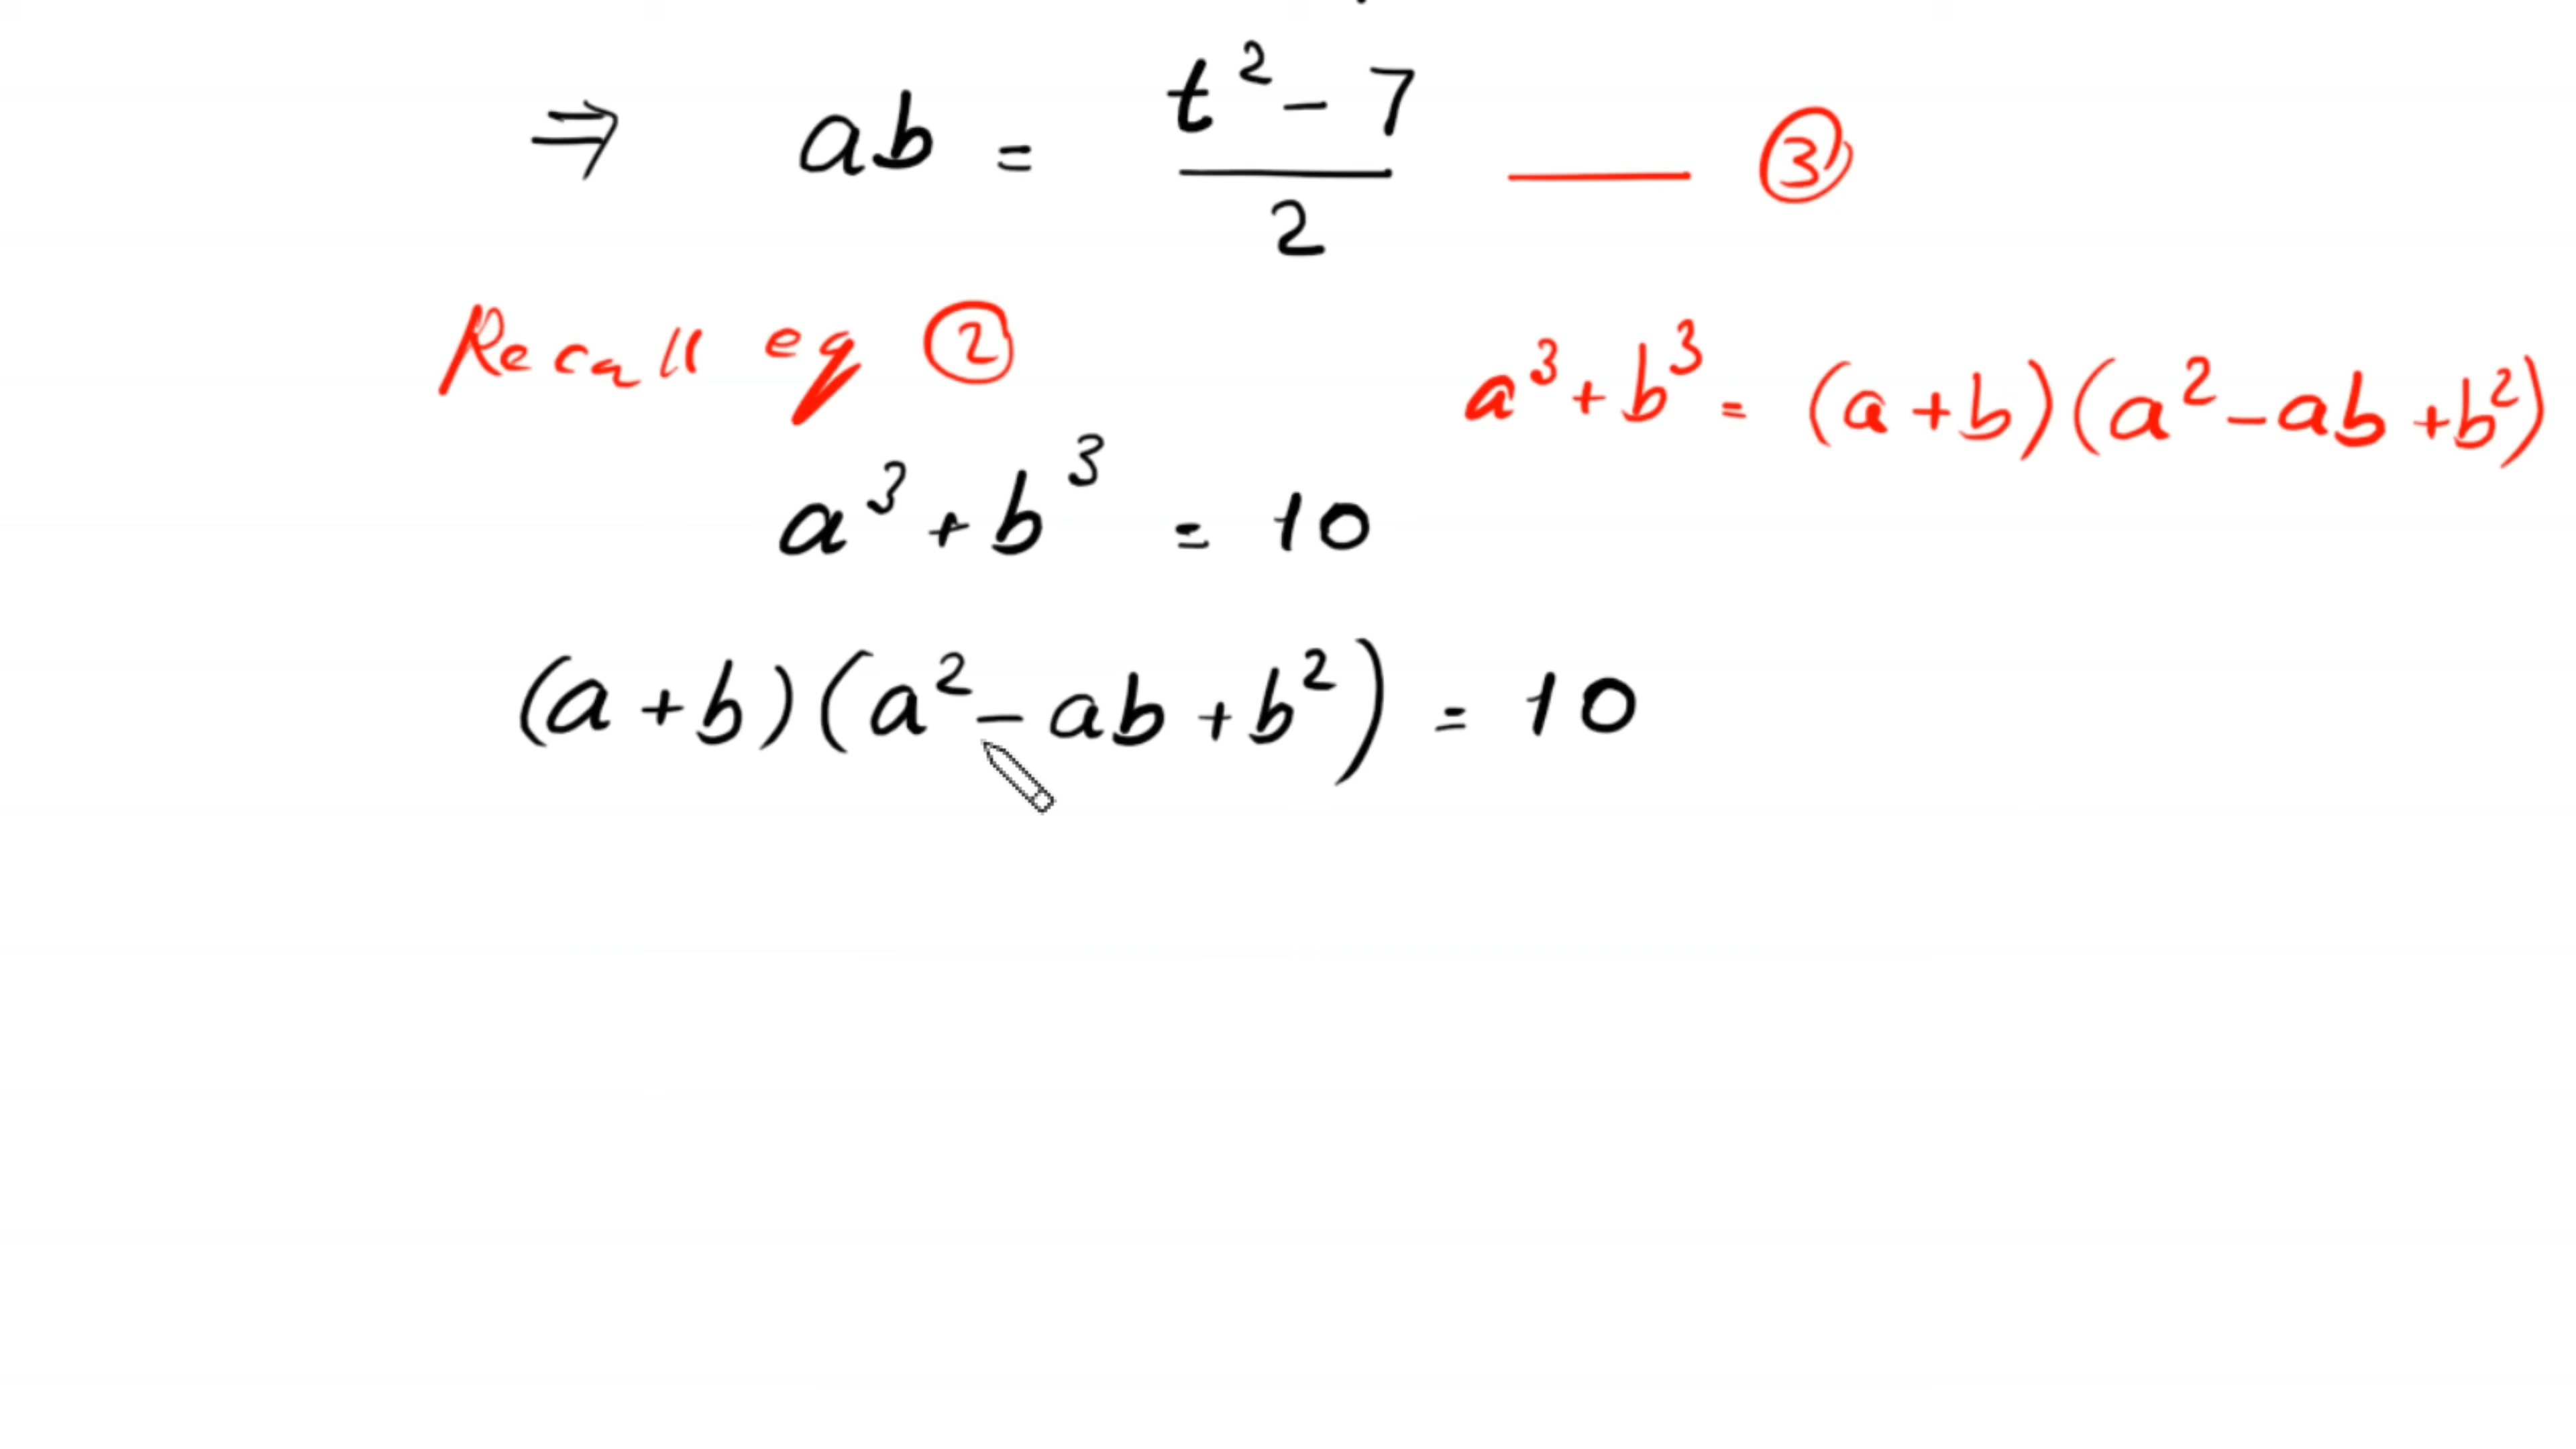 ⇒ ab = (t² - 7)/2 —— ③
Recall eq ②
a³ + b³ = (a + b)(a² - ab + b²)
a³ + b³ = 10
(a + b)(a² - ab + b²) = 10